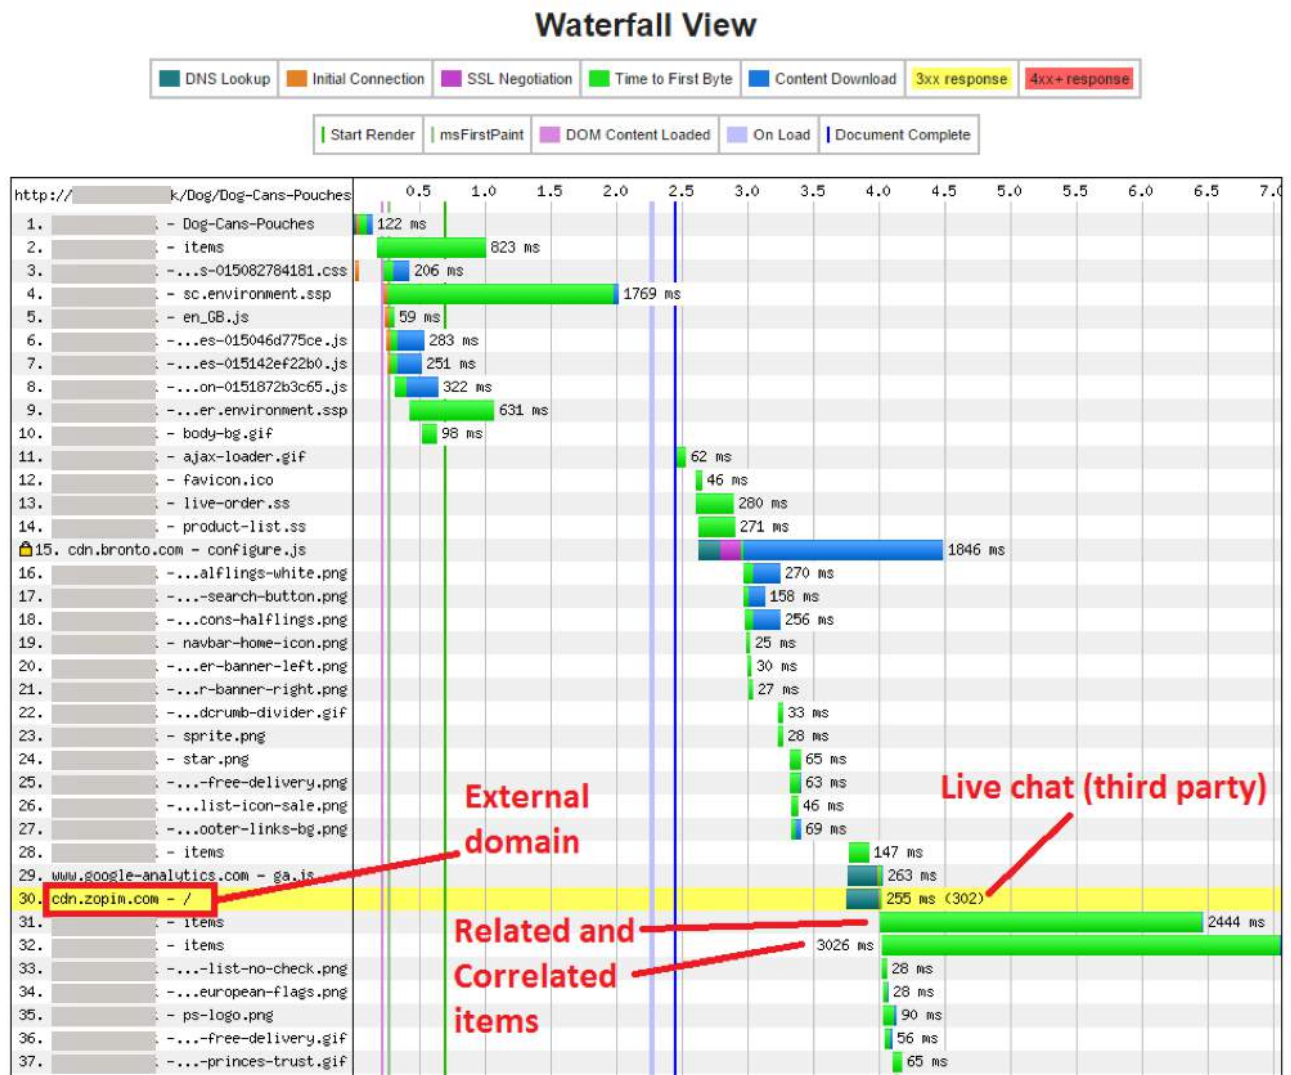 Waterfall View
DNS Lookup Initial Connection SSL Negotiation Time to First Byte Content Download 3xx response 4xx+ response
Start Render msFirstPaint DOM Content Loaded On Load Document Complete
http:// k/Dog/Dog-Cans-Pouches 0.5 1.0 1.5 2.0 2.5 3.0 3.5 4.0 4.5 5.0 5.5 6.0 6.5 7.0
1. - Dog-Cans-Pouches 122 ms
2. - items 823 ms
3. -...s-015082784181.css 206 ms
4. - sc.environment.ssp 1769 ms
5. - en_GB.js 59 ms
6. -...es-015046d775ce.js 283 ms
7. -...es-015142ef22b0.js 251 ms
8. -...on-0151872b3c65.js 322 ms
9. -...er.environment.ssp 631 ms
10. - body-bg.gif 98 ms
11. - ajax-loader.gif 62 ms
12. - favicon.ico 46 ms
13. - live-order.ss 280 ms
14. - product-list.ss 271 ms
15. cdn.bronto.com - configure.js 1846 ms
16. -...alflings-white.png 270 ms
17. -...-search-button.png 158 ms
18. -...cons-halflings.png 256 ms
19. - navbar-home-icon.png 25 ms
20. -...er-banner-left.png 30 ms
21. -...r-banner-right.png 27 ms
22. -...dcrumb-divider.gif 33 ms
23. - sprite.png 28 ms
24. - star.png 65 ms
25. -...-free-delivery.png 63 ms
26. -...list-icon-sale.png 46 ms
27. -...ooter-links-bg.png 69 ms
28. - items 147 ms
29. www.google-analytics.com - ga.js 263 ms
30. cdn.zopim.com - / 255 ms (302)
31. - items 2444 ms
32. - items 3026 ms
33. -...-list-no-check.png 28 ms
34. -...european-flags.png 28 ms
35. - ps-logo.png 90 ms
36. -...-free-delivery.gif 56 ms
37. -...-princes-trust.gif 65 ms
External
domain
Live chat (third party)
Related and
Correlated
items